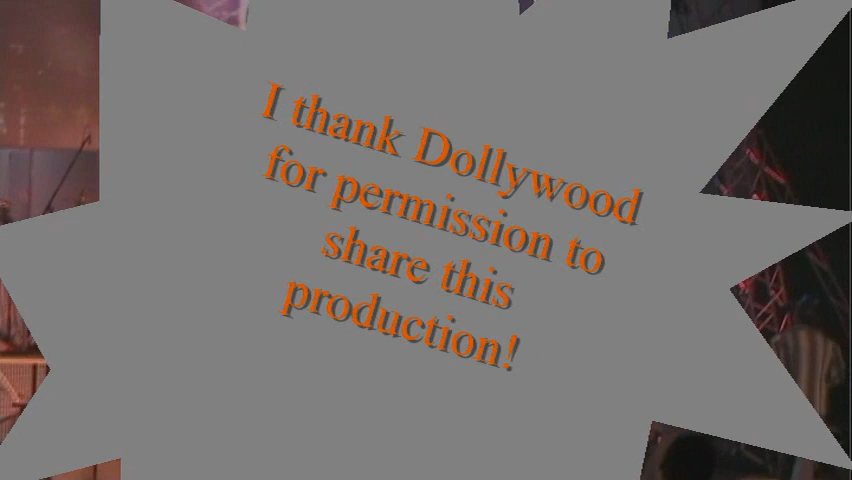 I thank Dollywood
for permission to
share this
production!